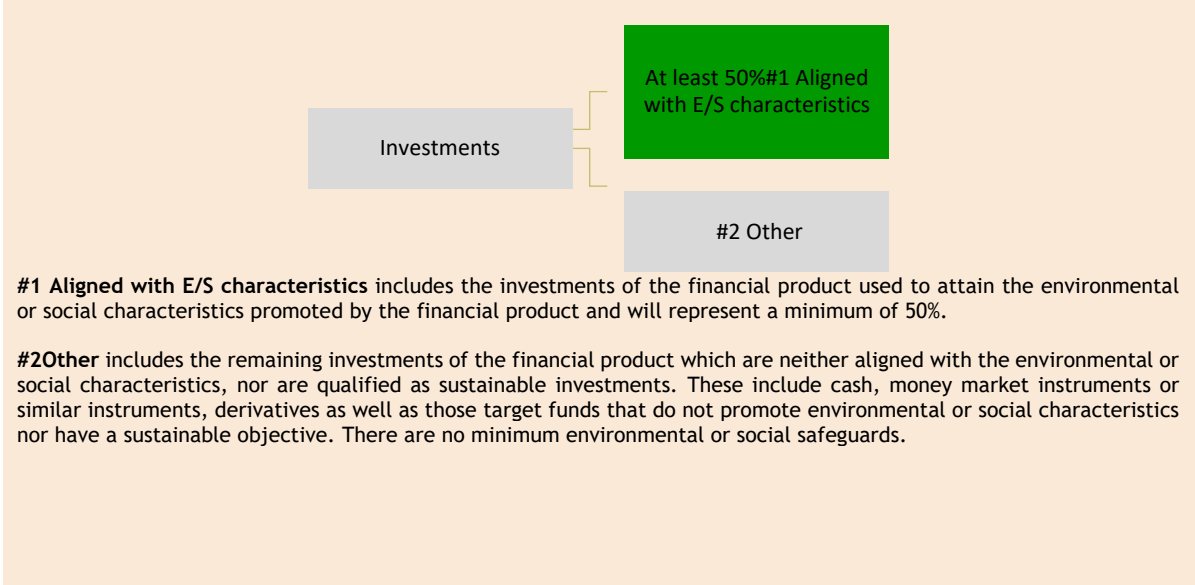 At least 50%#1 Aligned
with E/S characteristics
Investments
#2 Other
#1 Aligned with E/S characteristics includes the investments of the financial product used to attain the environmental
or social characteristics promoted by the financial product and will represent a minimum of 50%.
#2Other includes the remaining investments of the financial product which are neither aligned with the environmental or
social characteristics, nor are qualified as sustainable investments. These include cash, money market instruments or
similar instruments, derivatives as well as those target funds that do not promote environmental or social characteristics
nor have a sustainable objective. There are no minimum environmental or social safeguards.